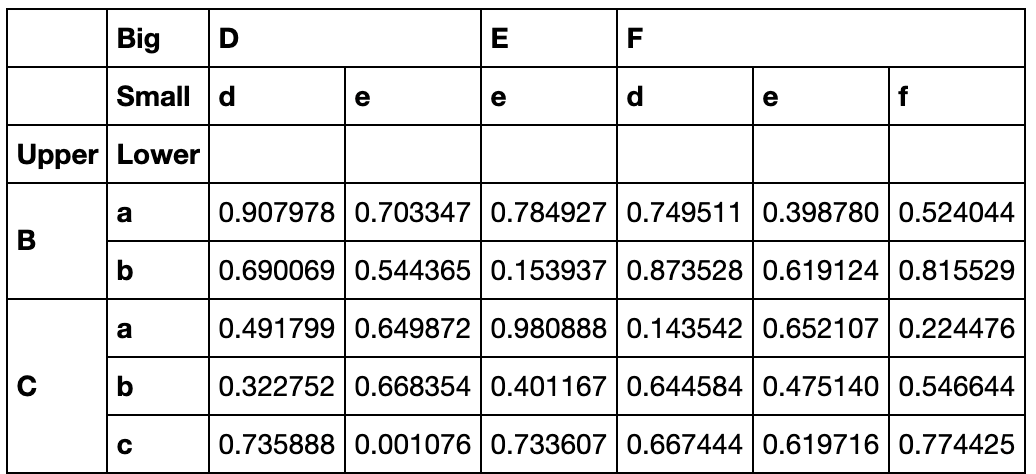 Big D E F
Small d e e d e f
Upper Lower
B a 0.907978 0.703347 0.784927 0.749511 0.398780 0.524044
b 0.690069 0.544365 0.153937 0.873528 0.619124 0.815529
C a 0.491799 0.649872 0.980888 0.143542 0.652107 0.224476
b 0.322752 0.668354 0.401167 0.644584 0.475140 0.546644
c 0.735888 0.001076 0.733607 0.667444 0.619716 0.774425